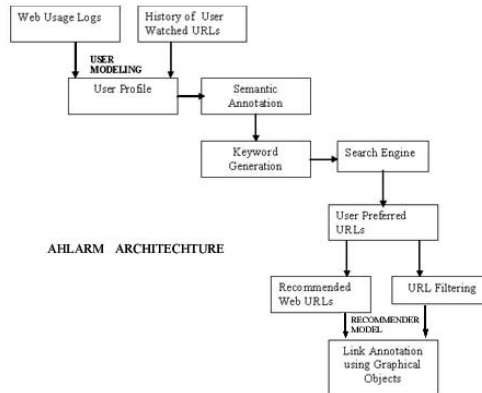 Web Usage Logs
History of User
Watched URLs
USER
MODELING
User Profile
Semantic
Annotation
Keyword
Generation
Search Engine
User Preferred
URLs
AHLARM ARCHITECHTURE
Recommended
Web URLs
URL Filtering
RECOMMENDER
MODEL
Link Annotation
using Graphical
Objects